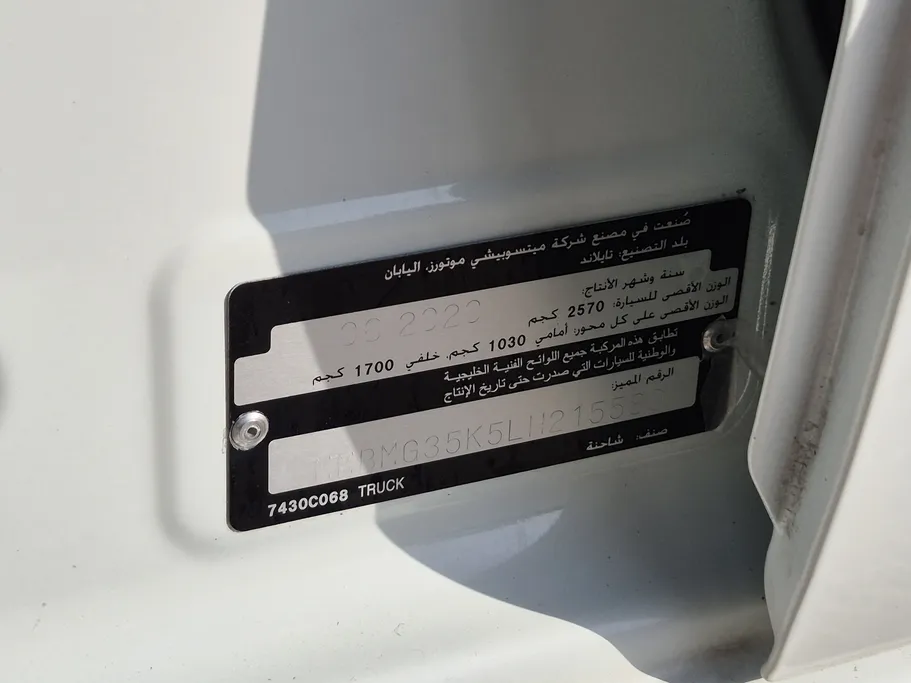 صُنعت في مصنع شركة ميتسوبيشي موتورز، اليابان
بلد التصنيع: تايلاند
سنة وشهر الأنتاج:
2020
الوزن الأقصى للسيارة: 2570 كجم
الوزن الأقصى على كل محور: أمامي 1030 كجم، خلفي 1700 كجم
تطابق هذه المركبة جميع اللوائح الفنية الخليجية
والوطنية للسيارات التي صدرت حتى تاريخ الإنتاج
الرقم المميز:
صنف: شاحنة
7430C068 TRUCK